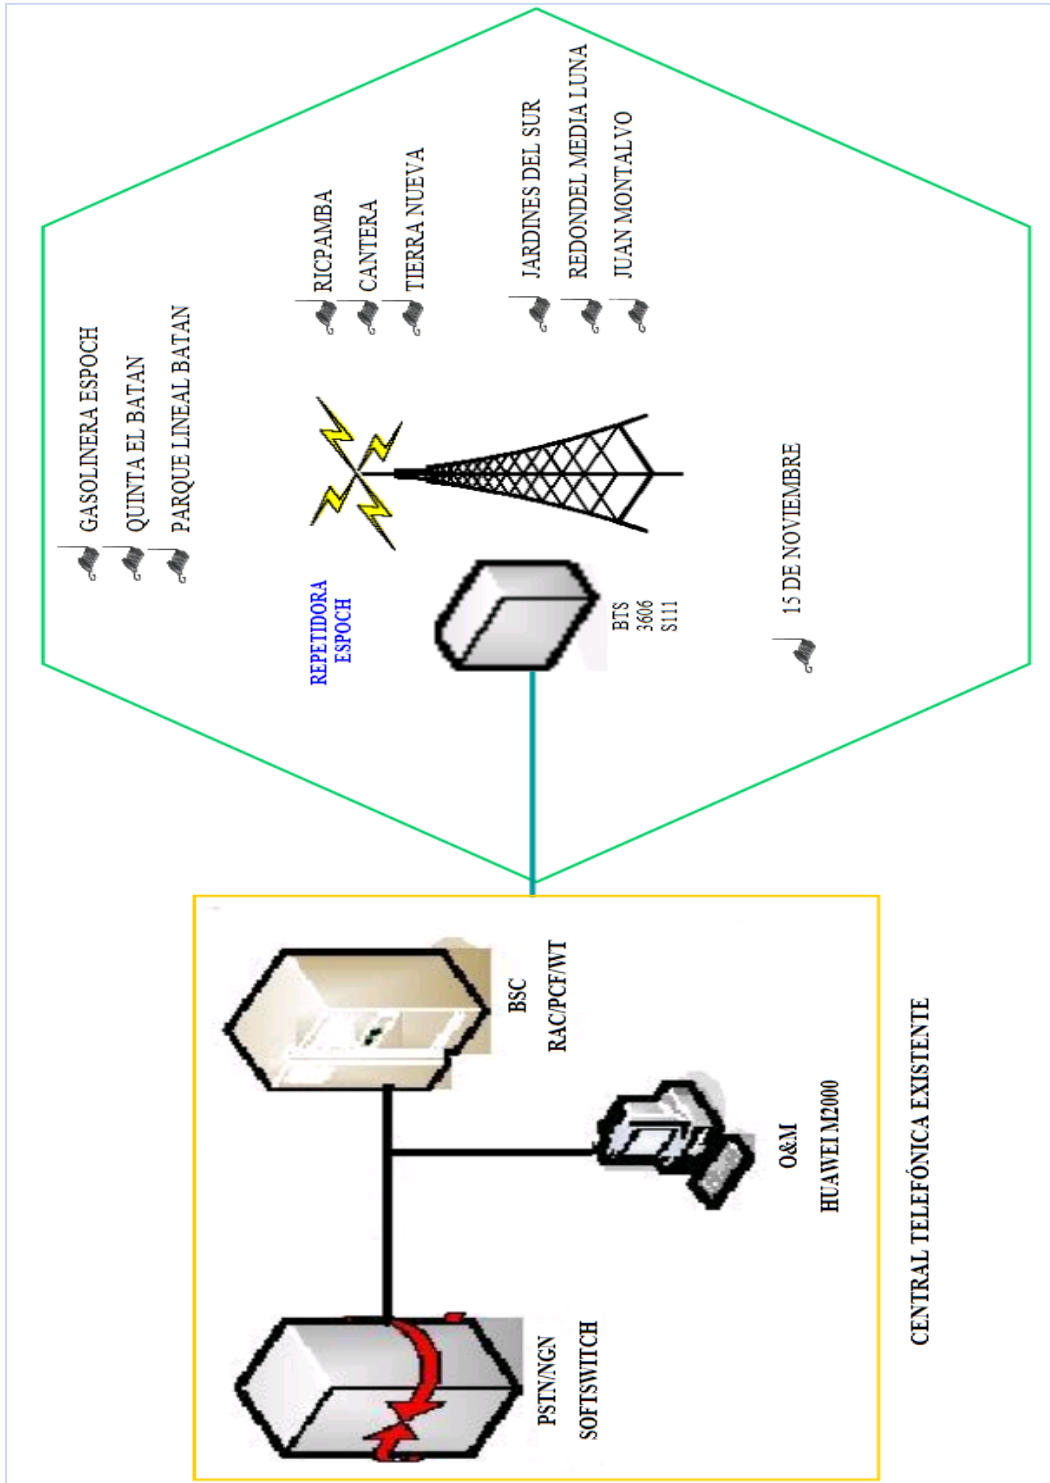 GASOLINERA ESPOCH
QUINTA EL BATAN
PARQUE LINEAL BATAN
RICPAMBA
CANTERA
TIERRA NUEVA
JARDINES DEL SUR
REDONDEL MEDIA LUNA
JUAN MONTALVO
REPETIDORA
ESPOCH
BTS
3606
S111
15 DE NOVIEMBRE
BSC
RAC/PCF/WT
O&M
HUAWEI M2000
PSTN/NGN
SOFTSWITCH
CENTRAL TELEFÓNICA EXISTENTE